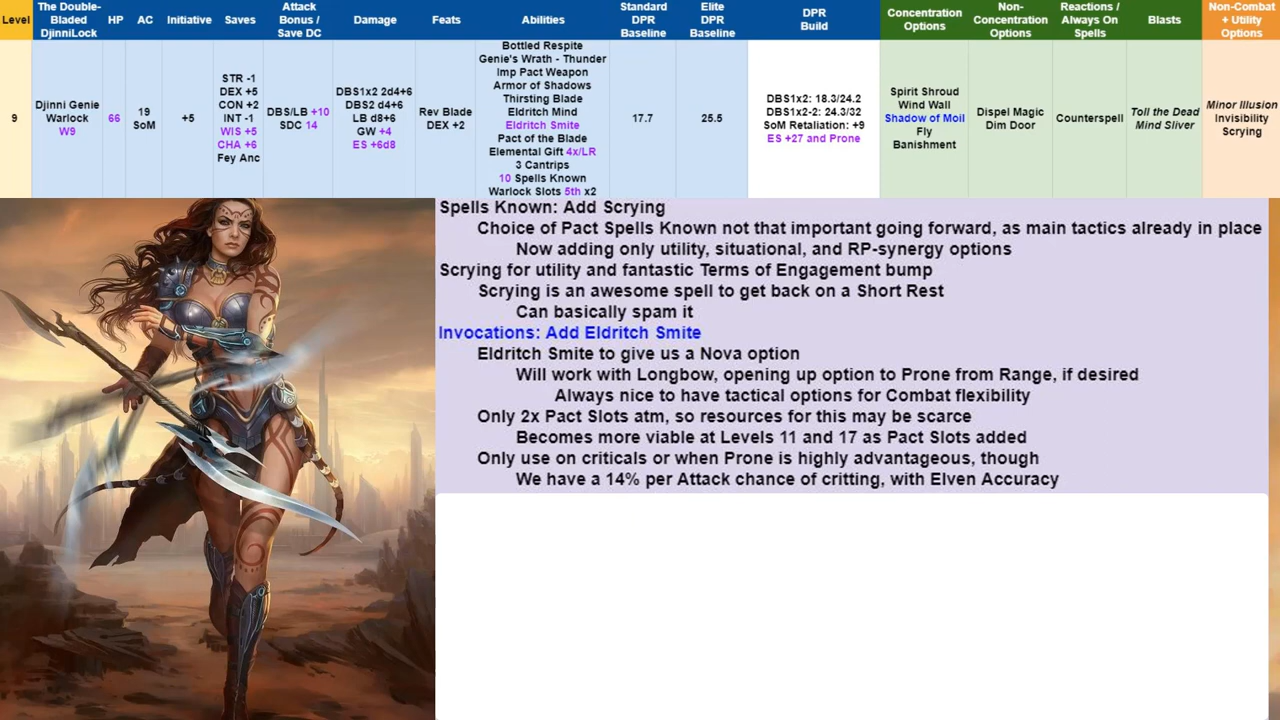 Level
The Double-
Bladed
DjinniLock
HP
AC
Initiative
Saves
Attack
Bonus /
Save DC
Damage
Feats
Abilities
Standard
DPR
Baseline
Elite
DPR
Baseline
DPR
Build
Concentration
Options
Non-
Concentration
Options
Reactions /
Always On
Spells
Blasts
Non-Combat
+ Utility
Options
9
Djinni Genie
Warlock
W9
66
19
SoM
+5
STR -1
DEX +5
CON +2
INT -1
WIS +5
CHA +6
Fey Anc
DBS/LB +10
SDC 14
DBS1x2 2d4+6
DBS2 d4+6
LB d8+6
GW +4
ES +6d8
Rev Blade
DEX +2
Bottled Respite
Genie's Wrath - Thunder
Imp Pact Weapon
Armor of Shadows
Thirsting Blade
Eldritch Mind
Eldritch Smite
Pact of the Blade
Elemental Gift 4x/LR
3 Cantrips
10 Spells Known
Warlock Slots 5th x2
17.7
25.5
DBS1x2: 18.3/24.2
DBS1x2-2: 24.3/32
SoM Retaliation: +9
ES +27 and Prone
Spirit Shroud
Wind Wall
Shadow of Moil
Fly
Banishment
Dispel Magic
Dim Door
Counterspell
Toll the Dead
Mind Sliver
Minor Illusion
Invisibility
Scrying
Spells Known: Add Scrying
Choice of Pact Spells Known not that important going forward, as main tactics already in place
Now adding only utility, situational, and RP-synergy options
Scrying for utility and fantastic Terms of Engagement bump
Scrying is an awesome spell to get back on a Short Rest
Can basically spam it
Invocations: Add Eldritch Smite
Eldritch Smite to give us a Nova option
Will work with Longbow, opening up option to Prone from Range, if desired
Always nice to have tactical options for Combat flexibility
Only 2x Pact Slots atm, so resources for this may be scarce
Becomes more viable at Levels 11 and 17 as Pact Slots added
Only use on criticals or when Prone is highly advantageous, though
We have a 14% per Attack chance of critting, with Elven Accuracy